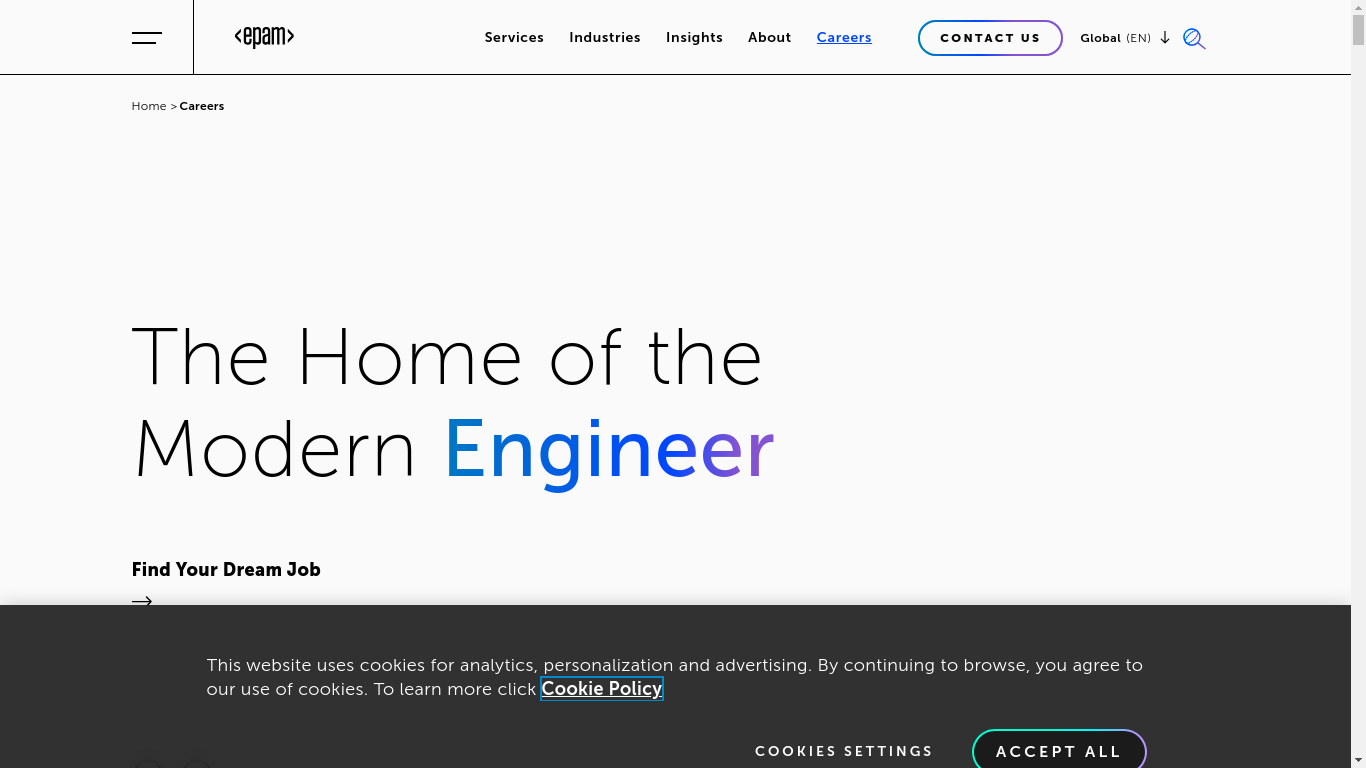 <epam>
Services Industries Insights About Careers
CONTACT US
Global (EN)
Home > Careers
The Home of the
Modern Engineer
Find Your Dream Job
This website uses cookies for analytics, personalization and advertising. By continuing to browse, you agree to
our use of cookies. To learn more click Cookie Policy
COOKIES SETTINGS
ACCEPT ALL